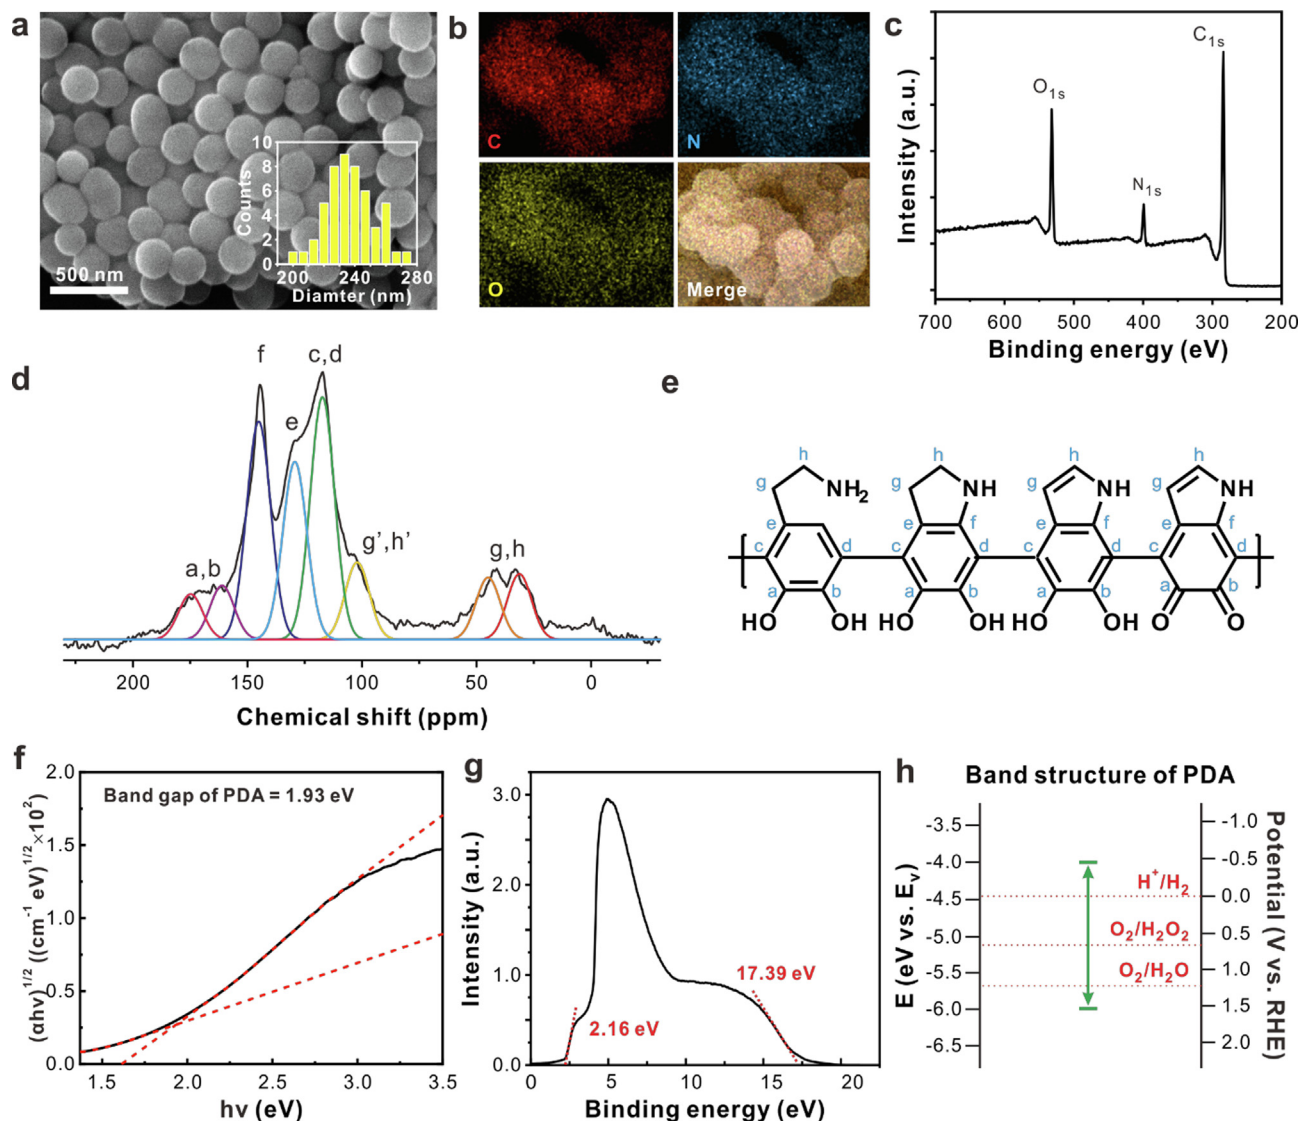 a
10
8
6
4
2
0
Counts
200
240
280
Diamter (nm)
500 nm
b
C
N
O
Merge
c
C1s
O1s
N1s
Intensity (a.u.)
700
600
500
400
300
200
Binding energy (eV)
d
f
c,d
e
a,b
g’,h’
g,h
200
150
100
50
0
Chemical shift (ppm)
e
h
h
h
h
g
NH2
g
NH
g
NH
g
NH
e
e
f
e
f
e
f
c
d
c
d
c
d
c
d
a
b
a
b
a
b
a
b
HO
OH
HO
OH
HO
OH
O
O
f
2.0
1.5
1.0
0.5
0.0
(αhν)1/2 ((cm-1 eV)1/2×102)
Band gap of PDA = 1.93 eV
1.5
2.0
2.5
3.0
3.5
hν (eV)
g
3.0
2.0
1.0
0.0
Intensity (a.u.)
2.16 eV
17.39 eV
0
5
10
15
20
Binding energy (eV)
h
Band structure of PDA
E (eV vs. Ev)
-3.5
-4.0
-4.5
-5.0
-5.5
-6.0
-6.5
H+/H2
O2/H2O2
O2/H2O
-1.0
-0.5
0.0
0.5
1.0
1.5
2.0
Potential (V vs. RHE)